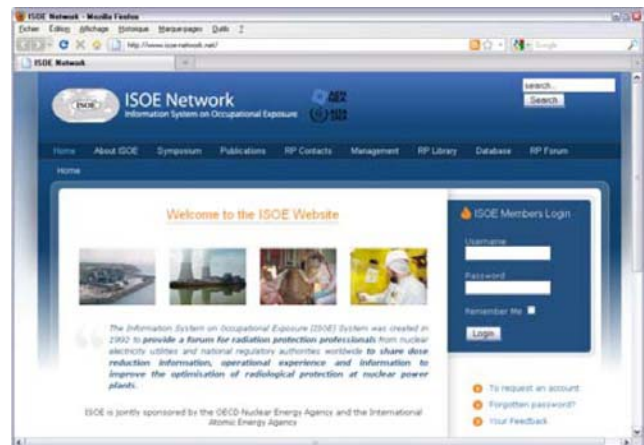 ISOE Network - Mozilla Firefox
Fichier Edition Affichage Historique Marque-pages Outils ?
http://www.isoe-network.net/
Google
ISOE Network
search...
Search
ISOE
ISOE Network
Information System on Occupational Exposure
Home About ISOE Symposium Publications RP Contacts Management RP Library Database RP Forum
Home
Welcome to the ISOE Website
ISOE Members Login
Username
Password
Remember Me
Login
The Information System on Occupational Exposure (ISOE) System was created in
1992 to provide a forum for radiation protection professionals from nuclear
electricity utilities and national regulatory authorities worldwide to share dose
reduction information, operational experience and information to
improve the optimisation of radiological protection at nuclear power
plants.
ISOE is jointly sponsored by the OECD Nuclear Energy Agency and the International
Atomic Energy Agency
To request an account
Forgotten password?
Your Feedback